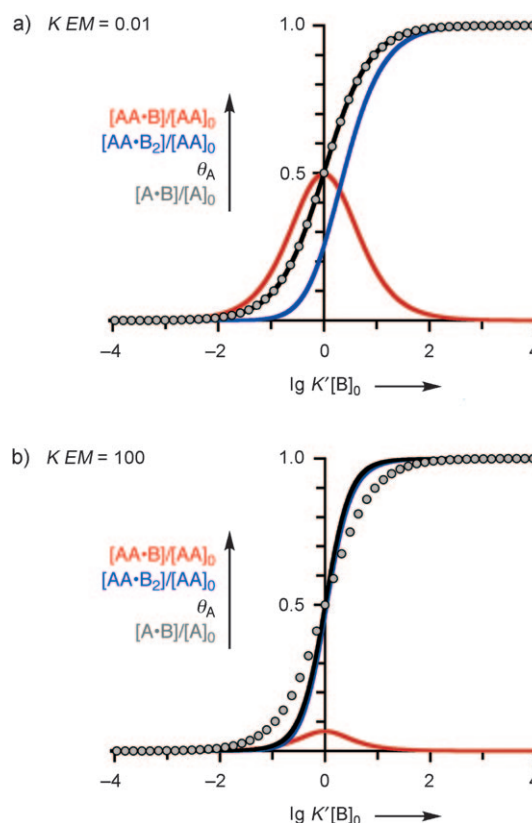 a) K EM = 0.01
1.0
[AA•B]/[AA]₀
[AA•B₂]/[AA]₀
θ_A
[A•B]/[A]₀
0.5
–4 –2 0 2 4
lg K′[B]₀
b) K EM = 100
1.0
[AA•B]/[AA]₀
[AA•B₂]/[AA]₀
θ_A
[A•B]/[A]₀
0.5
–4 –2 0 2 4
lg K′[B]₀